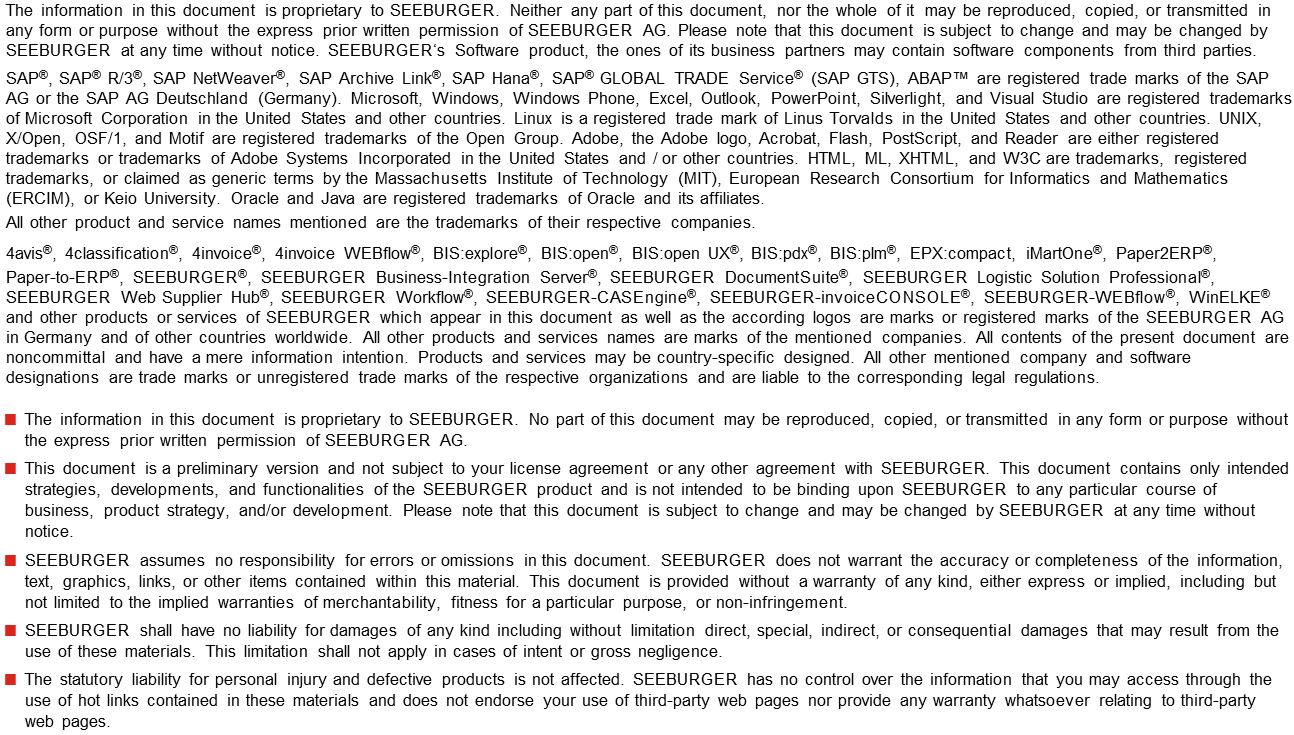 The information in this document is proprietary to SEEBURGER. Neither any part of this document, nor the whole of it may be reproduced, copied, or transmitted in
any form or purpose without the express prior written permission of SEEBURGER AG. Please note that this document is subject to change and may be changed by
SEEBURGER at any time without notice. SEEBURGER's Software product, the ones of its business partners may contain software components from third parties.
SAP®, SAP® R/3®, SAP NetWeaver®, SAP Archive Link®, SAP Hana®, SAP® GLOBAL TRADE Service® (SAP GTS), ABAP™ are registered trade marks of the SAP
AG or the SAP AG Deutschland (Germany). Microsoft, Windows, Windows Phone, Excel, Outlook, PowerPoint, Silverlight, and Visual Studio are registered trademarks
of Microsoft Corporation in the United States and other countries. Linux is a registered trade mark of Linus Torvalds in the United States and other countries. UNIX,
X/Open, OSF/1, and Motif are registered trademarks of the Open Group. Adobe, the Adobe logo, Acrobat, Flash, PostScript, and Reader are either registered
trademarks or trademarks of Adobe Systems Incorporated in the United States and / or other countries. HTML, ML, XHTML, and W3C are trademarks, registered
trademarks, or claimed as generic terms by the Massachusetts Institute of Technology (MIT), European Research Consortium for Informatics and Mathematics
(ERCIM), or Keio University. Oracle and Java are registered trademarks of Oracle and its affiliates.
All other product and service names mentioned are the trademarks of their respective companies.
4avis®, 4classification®, 4invoice®, 4invoice WEBflow®, BIS:explore®, BIS:open®, BIS:open UX®, BIS:pdx®, BIS:plm®, EPX:compact, iMartOne®, Paper2ERP®,
Paper-to-ERP®, SEEBURGER®, SEEBURGER Business-Integration Server®, SEEBURGER DocumentSuite®, SEEBURGER Logistic Solution Professional®,
SEEBURGER Web Supplier Hub®, SEEBURGER Workflow®, SEEBURGER-CASEngine®, SEEBURGER-invoiceCONSOLE®, SEEBURGER-WEBflow®, WinELKE®
and other products or services of SEEBURGER which appear in this document as well as the according logos are marks or registered marks of the SEEBURGER AG
in Germany and of other countries worldwide. All other products and services names are marks of the mentioned companies. All contents of the present document are
noncommittal and have a mere information intention. Products and services may be country-specific designed. All other mentioned company and software
designations are trade marks or unregistered trade marks of the respective organizations and are liable to the corresponding legal regulations.
The information in this document is proprietary to SEEBURGER. No part of this document may be reproduced, copied, or transmitted in any form or purpose without
the express prior written permission of SEEBURGER AG.
This document is a preliminary version and not subject to your license agreement or any other agreement with SEEBURGER. This document contains only intended
strategies, developments, and functionalities of the SEEBURGER product and is not intended to be binding upon SEEBURGER to any particular course of
business, product strategy, and/or development. Please note that this document is subject to change and may be changed by SEEBURGER at any time without
notice.
SEEBURGER assumes no responsibility for errors or omissions in this document. SEEBURGER does not warrant the accuracy or completeness of the information,
text, graphics, links, or other items contained within this material. This document is provided without a warranty of any kind, either express or implied, including but
not limited to the implied warranties of merchantability, fitness for a particular purpose, or non-infringement.
SEEBURGER shall have no liability for damages of any kind including without limitation direct, special, indirect, or consequential damages that may result from the
use of these materials. This limitation shall not apply in cases of intent or gross negligence.
The statutory liability for personal injury and defective products is not affected. SEEBURGER has no control over the information that you may access through the
use of hot links contained in these materials and does not endorse your use of third-party web pages nor provide any warranty whatsoever relating to third-party
web pages.